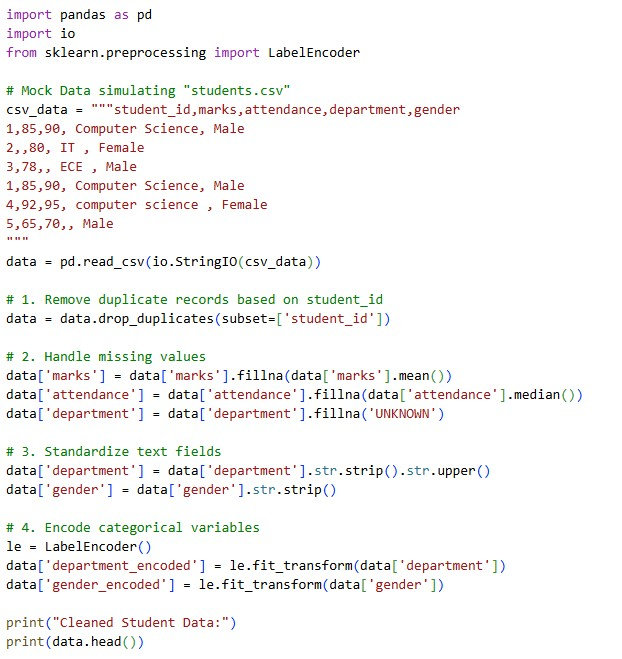 import pandas as pd
import io
from sklearn.preprocessing import LabelEncoder

# Mock Data simulating "students.csv"
csv_data = """student_id,marks,attendance,department,gender
1,85,90, Computer Science, Male
2,,80, IT , Female
3,78,, ECE , Male
1,85,90, Computer Science, Male
4,92,95, computer science , Female
5,65,70,, Male
"""
data = pd.read_csv(io.StringIO(csv_data))

# 1. Remove duplicate records based on student_id
data = data.drop_duplicates(subset=['student_id'])

# 2. Handle missing values
data['marks'] = data['marks'].fillna(data['marks'].mean())
data['attendance'] = data['attendance'].fillna(data['attendance'].median())
data['department'] = data['department'].fillna('UNKNOWN')

# 3. Standardize text fields
data['department'] = data['department'].str.strip().str.upper()
data['gender'] = data['gender'].str.strip()

# 4. Encode categorical variables
le = LabelEncoder()
data['department_encoded'] = le.fit_transform(data['department'])
data['gender_encoded'] = le.fit_transform(data['gender'])

print("Cleaned Student Data:")
print(data.head())